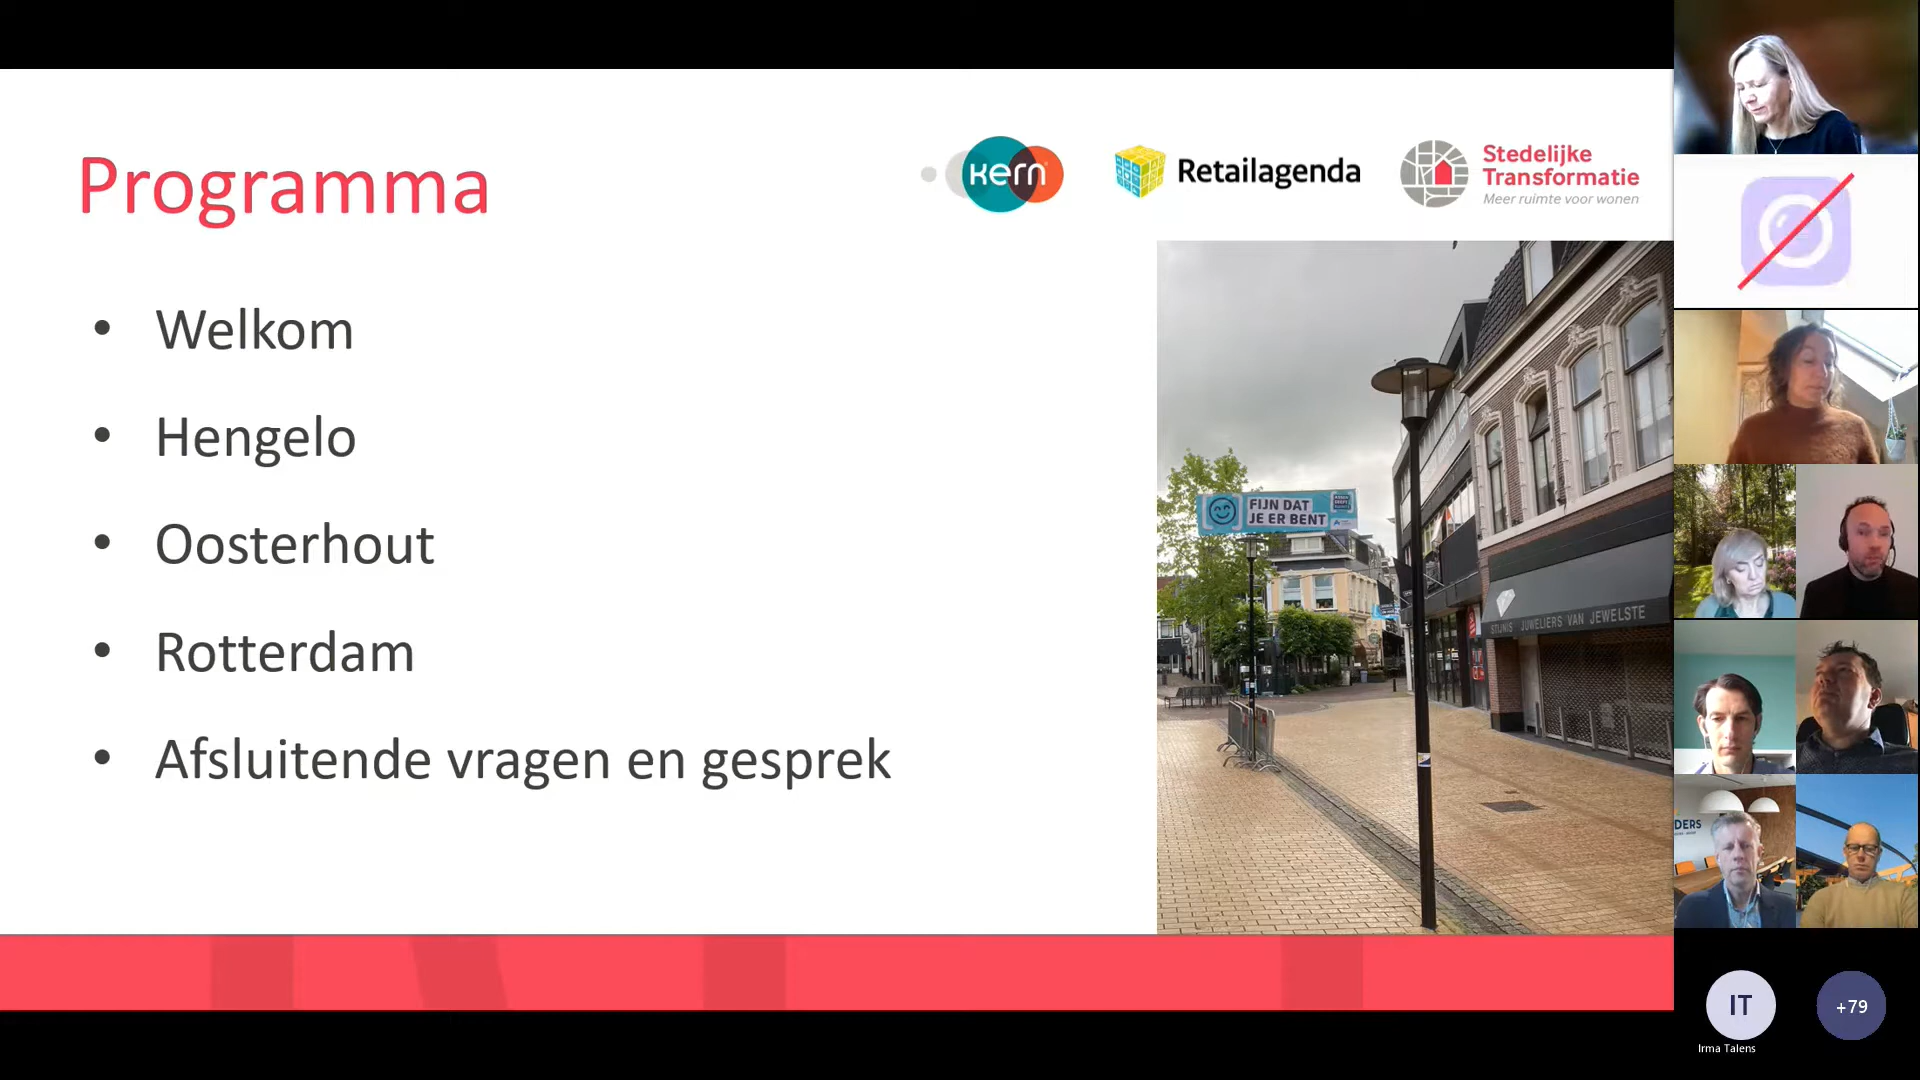 Programma
kern
Retailagenda
Stedelijke
Transformatie
Meer ruimte voor wonen
• Welkom
• Hengelo
• Oosterhout
• Rotterdam
• Afsluitende vragen en gesprek
FIJN DAT
JE ER BENT
JUWELIERS VAN JEWELSTE
DERS
IT
+79
Irma Talens